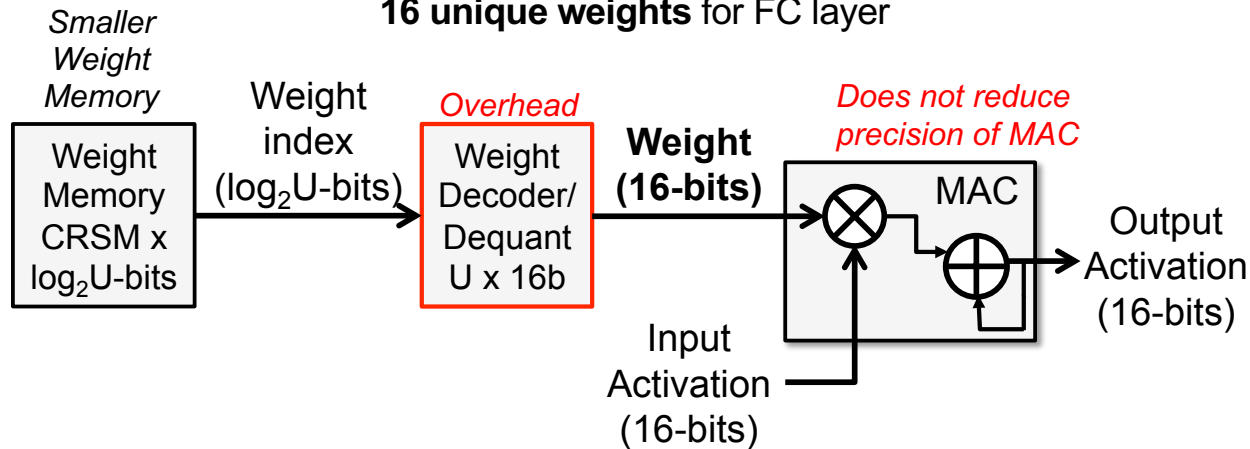 16 unique weights for FC layer
Smaller
Weight
Memory
Weight
Memory
CRSM x
log₂U-bits
Weight
index
(log₂U-bits)
Overhead
Weight
Decoder/
Dequant
U x 16b
Weight
(16-bits)
Does not reduce
precision of MAC
MAC
Input
Activation
(16-bits)
Output
Activation
(16-bits)